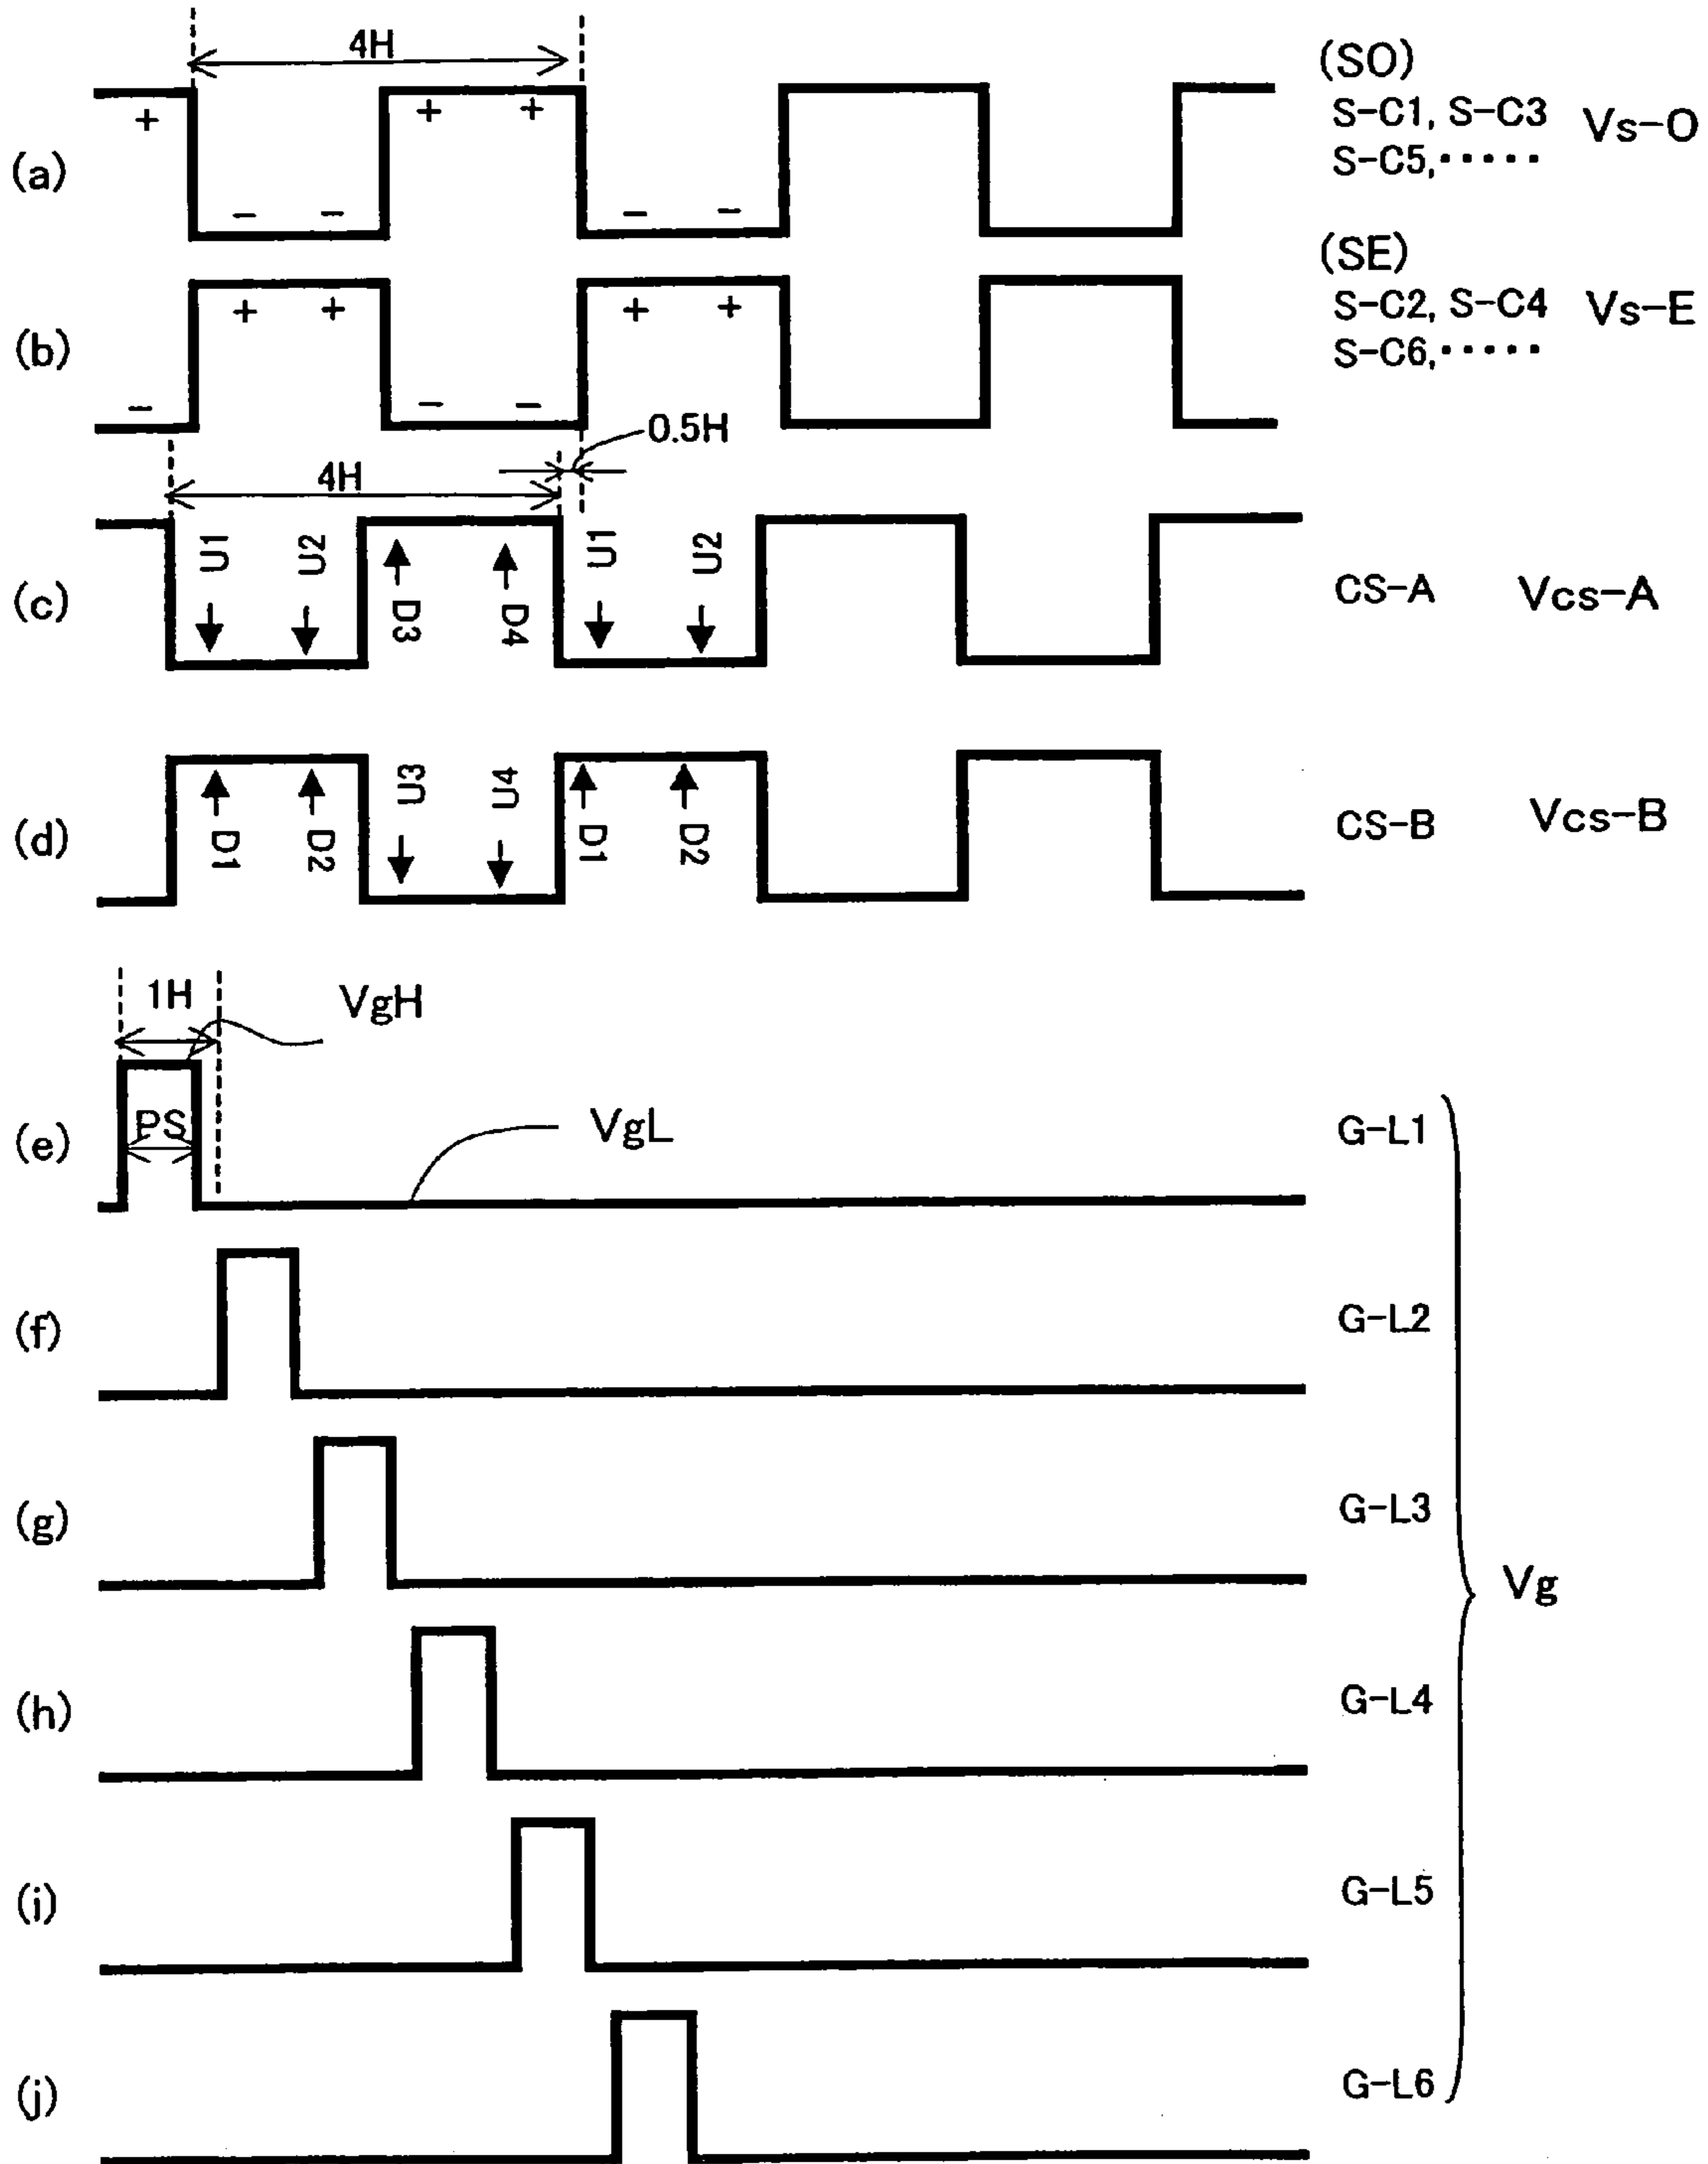 4H
(SO)
(a)
+
+
+
S-C1, S-C3
Vs-O
S-C5,・・・・・
−
−
−
−
(SE)
(b)
+
+
+
+
S-C2, S-C4
Vs-E
S-C6,・・・・・
−
−
−
0.5H
4H
(c)
U1
U2
D3
D4
U1
U2
CS-A
Vcs-A
(d)
D1
D2
U3
U4
D1
D2
CS-B
Vcs-B
1H
VgH
(e)
PS
VgL
G-L1
(f)
G-L2
(g)
G-L3
Vg
(h)
G-L4
(i)
G-L5
(j)
G-L6